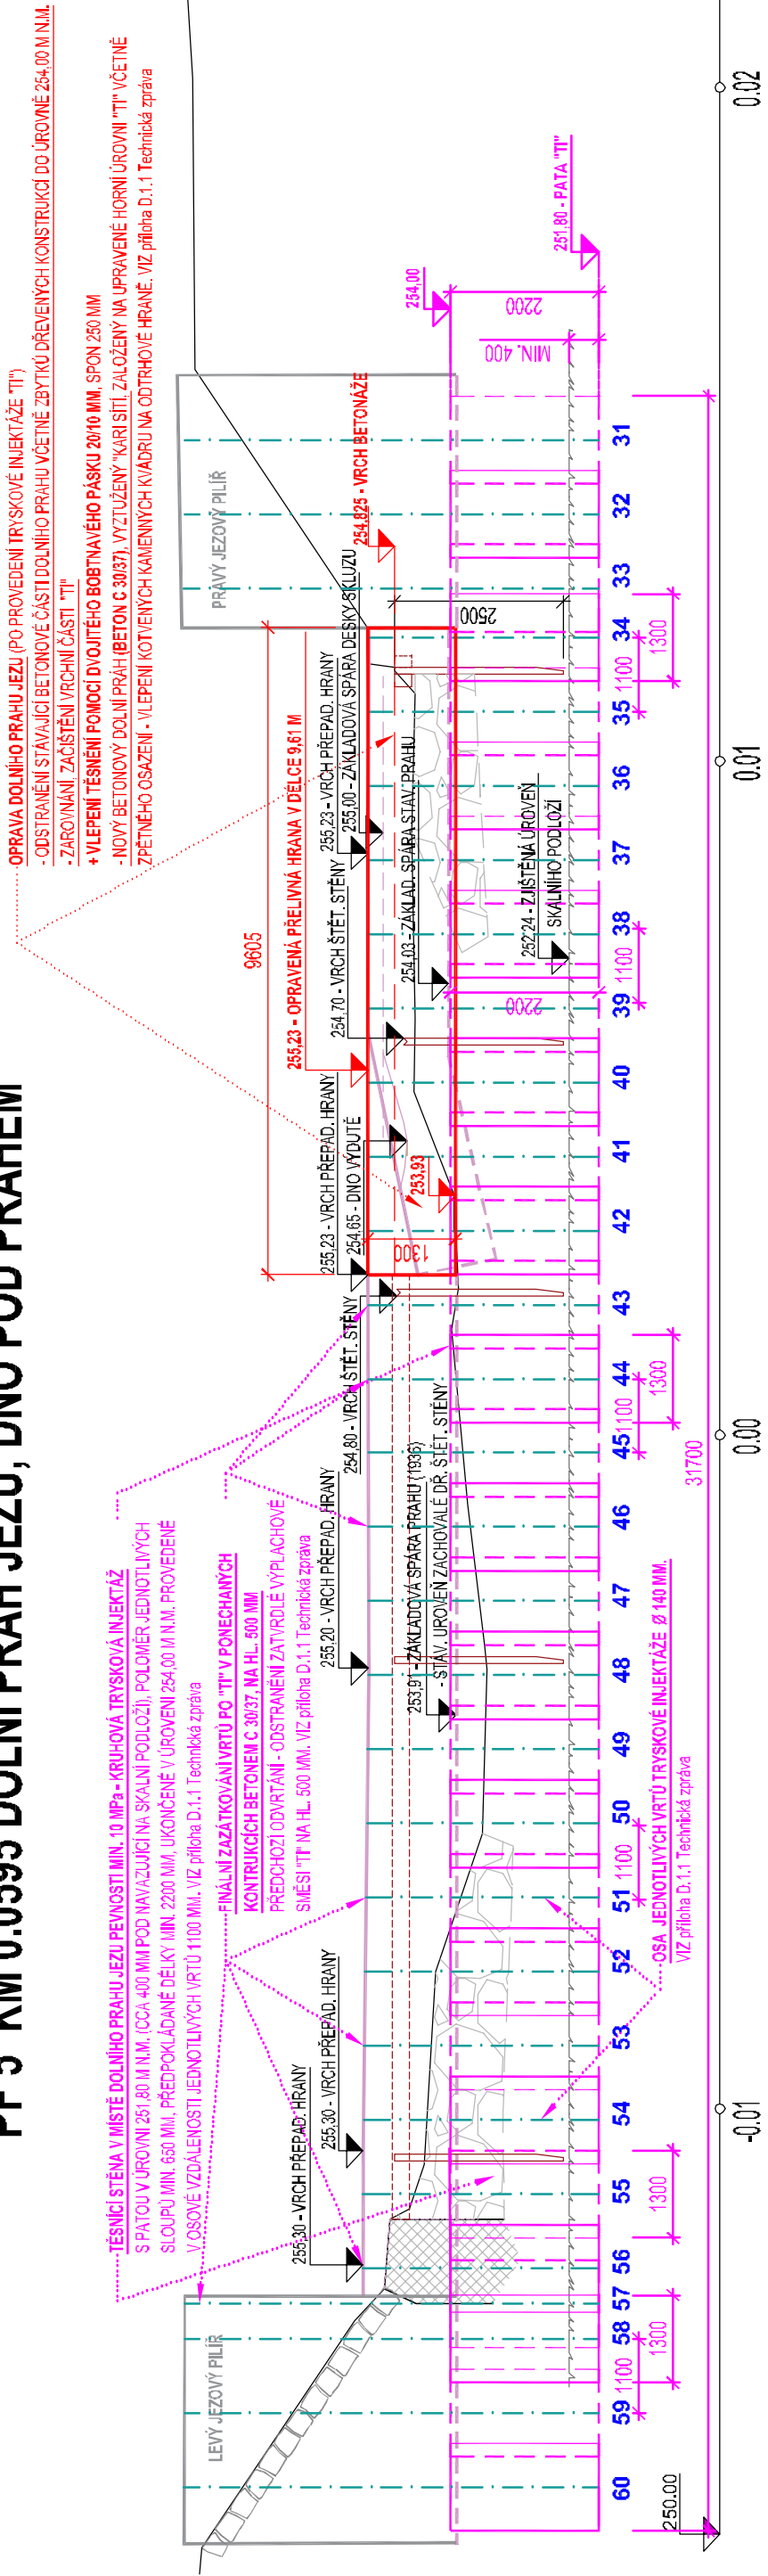 PF 5 KM 0.0595 DOLNÍ PRÁH JEZU, DNO POD PRAHEM
OPRAVA DOLNÍHO PRAHU JEZU (PO PROVEDENÍ TRYSKOVÉ INJEKTÁŽE "TI")
- ODSTRANĚNÍ STÁVAJÍCÍ BETONOVÉ ČÁSTI DOLNÍHO PRAHU VČETNĚ ZBYTKŮ DŘEVENÝCH KONSTRUKCÍ DO ÚROVNĚ 254,00 M N.M.
- ZAROVNÁNÍ, ZAČIŠTĚNÍ VRCHNÍ ČÁSTI "TI"
+ VLEPENÍ TĚSNĚNÍ POMOCÍ DVOJITÉHO BOBTNAVÉHO PÁSKU 20/10 MM, SPON 250 MM
- NOVÝ BETONOVÝ DOLNÍ PRÁH (BETON C 30/37), VYZTUŽENÝ "KARI SÍTÍ, ZALOŽENÝ NA UPRAVENÉ HORNÍ ÚROVNI "TI" VČETNĚ
ZPĚTNÉHO OSAZENÍ - VLEPENÍ KOTVENÝCH KAMENNÝCH KVÁDRŮ NA ODTRHOVÉ HRANĚ. VIZ příloha D.1.1 Technická zpráva
TĚSNÍCÍ STĚNA V MÍSTĚ DOLNÍHO PRAHU JEZU PEVNOSTI MIN. 10 MPa - KRUHOVÁ TRYSKOVÁ INJEKTÁŽ
S PATOU V ÚROVNI 251,80 M N.M. (CCA 400 MM POD NAVAZUJÍCÍ NA SKALNÍ PODLOŽÍ), POLOMĚR JEDNOTLIVÝCH
SLOUPŮ MIN. 650 MM, PŘEDPOKLÁDANÉ DÉLKY MIN. 2200 MM, UKONČENÉ V ÚROVENI 254,00 M N.M. PROVEDENÉ
V OSOVÉ VZDÁLENOSTI JEDNOTLIVÝCH VRTŮ 1100 MM. VIZ příloha D.1.1 Technická zpráva
FINÁLNÍ ZAZÁTKOVÁNÍ VRTŮ PO "TI" V PONECHANÝCH
KONTRUKCÍCH BETONEM C 30/37, NA HL. 500 MM
PŘEDCHOZÍ ODVRTÁNÍ - ODSTRANĚNÍ ZATVRDLÉ VÝPLACHOVÉ
SMĚSI "TI" NA HL. 500 MM. VIZ příloha D.1.1 Technická zpráva
LEVÝ JEZOVÝ PILÍŘ
PRAVÝ JEZOVÝ PILÍŘ
255,30 - VRCH PŘEPAD. HRANY
255,30 - VRCH PŘEPAD. HRANY
255,20 - VRCH PŘEPAD. HRANY
254,80 - VRCH ŠTĚT. STĚNY
255,23 - VRCH PŘEPAD. HRANY
254,65 - DNO VÝDUTĚ
254,70 - VRCH ŠTĚT. STĚNY
255,23 - VRCH PŘEPAD. HRANY
255,00 - ZÁKLADOVÁ SPÁRA DESKY SKLUZU
9605
255,23 - OPRAVENÁ PŘELIVNÁ HRANA V DÉLCE 9,61 M
254,825 - VRCH BETONÁŽE
253,93
1300
254,03 - ZÁKLAD. SPÁRA STÁV. PRAHU
253,91 - ZÁKLADOVÁ SPÁRA PRAHU (1936)
- STÁV. ÚROVEŇ ZACHOVALÉ DŘ. ŠTĚT. STĚNY
252,24 - ZJIŠTĚNÁ ÚROVEŇ
SKALNÍHO PODLOŽÍ
2500
2200
254,00
2200
MIN. 400
251,80 - PATA "TI"
OSA JEDNOTLIVÝCH VRTŮ TRYSKOVÉ INJEKTÁŽE Ø 140 MM.
VIZ příloha D.1.1 Technická zpráva
60 59 58 57 56 55 54 53 52 51 50 49 48 47 46 45 44 43 42 41 40 39 38 37 36 35 34 33 32 31
1100 1100 1100 1100 1100
1300 1300 1300 1300
31700
250.00
-0.01 0.00 0.01 0.02